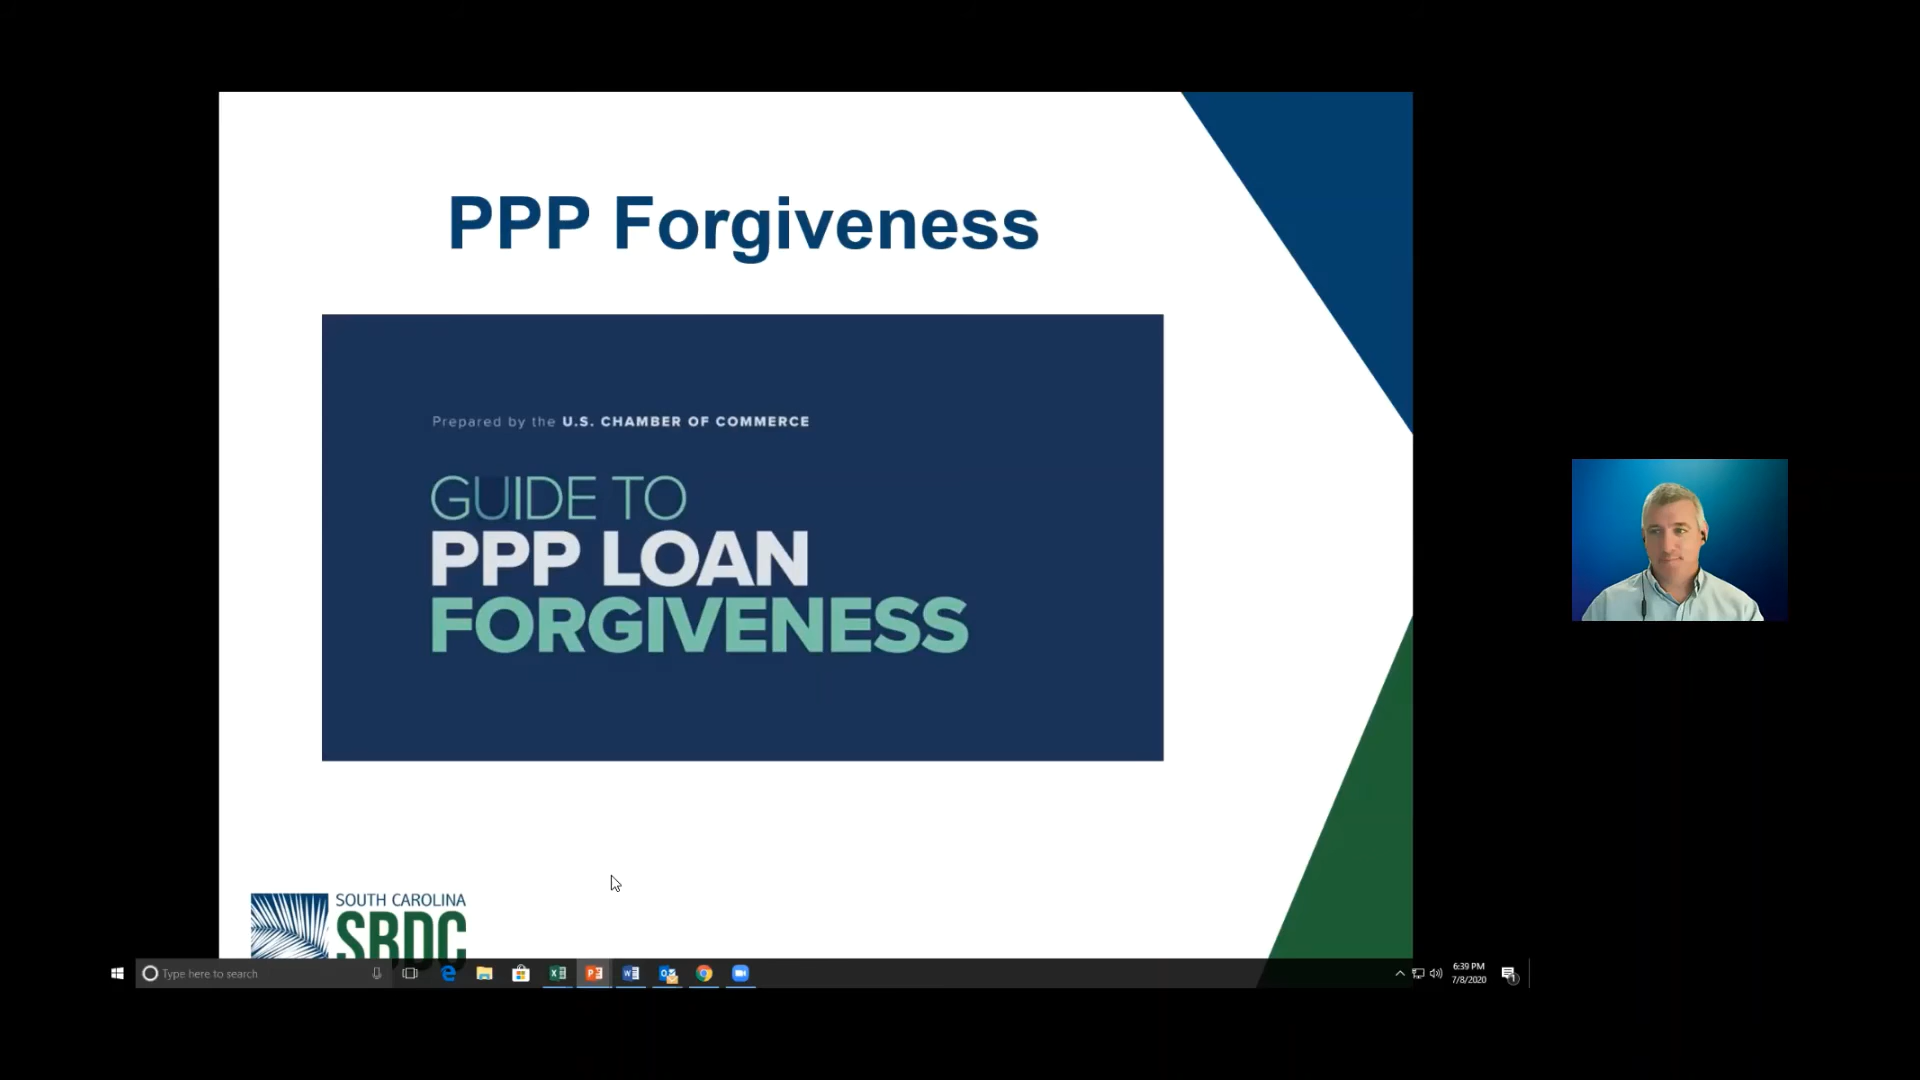 PPP Forgiveness
Prepared by the U.S. CHAMBER OF COMMERCE
GUIDE TO
PPP LOAN
FORGIVENESS
SOUTH CAROLINA
SBDC
Type here to search
6:39 PM
7/8/2020